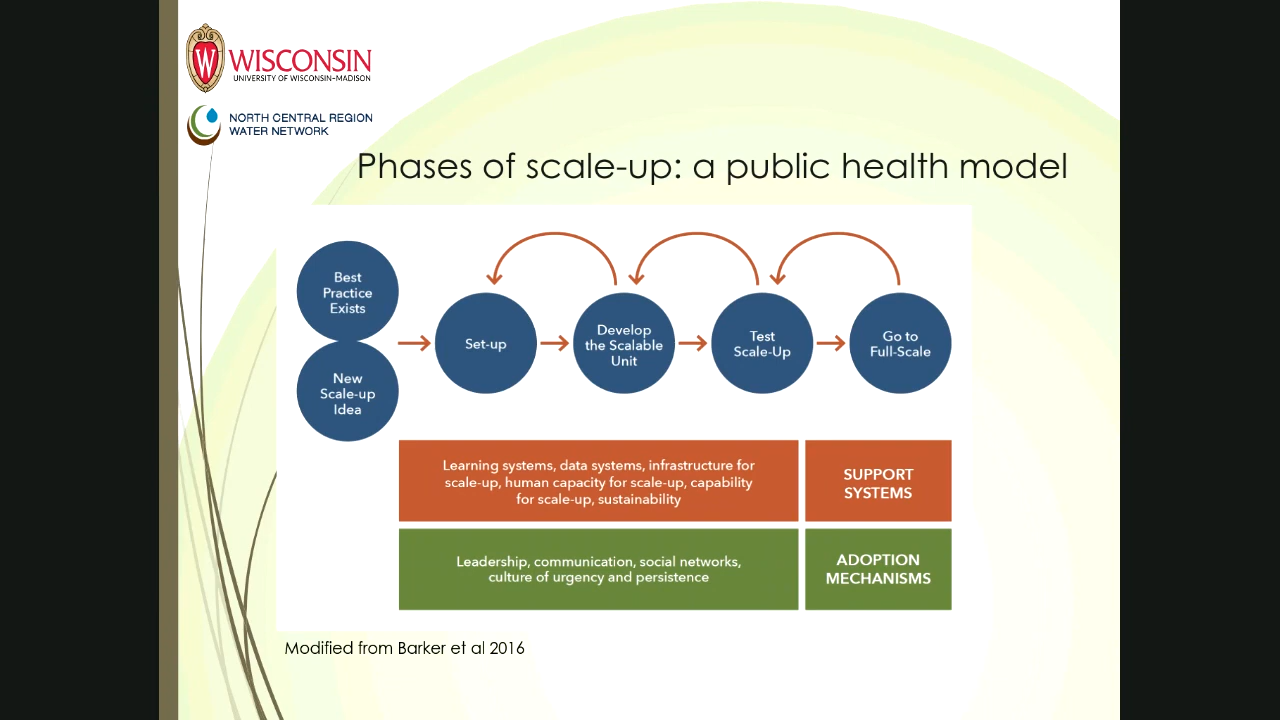 W WISCONSIN
UNIVERSITY OF WISCONSIN–MADISON
NORTH CENTRAL REGION
WATER NETWORK
Phases of scale-up: a public health model
Best
Practice
Exists
New
Scale-up
Idea
Set-up
Develop
the Scalable
Unit
Test
Scale-Up
Go to
Full-Scale
Learning systems, data systems, infrastructure for
scale-up, human capacity for scale-up, capability
for scale-up, sustainability
SUPPORT
SYSTEMS
Leadership, communication, social networks,
culture of urgency and persistence
ADOPTION
MECHANISMS
Modified from Barker et al 2016